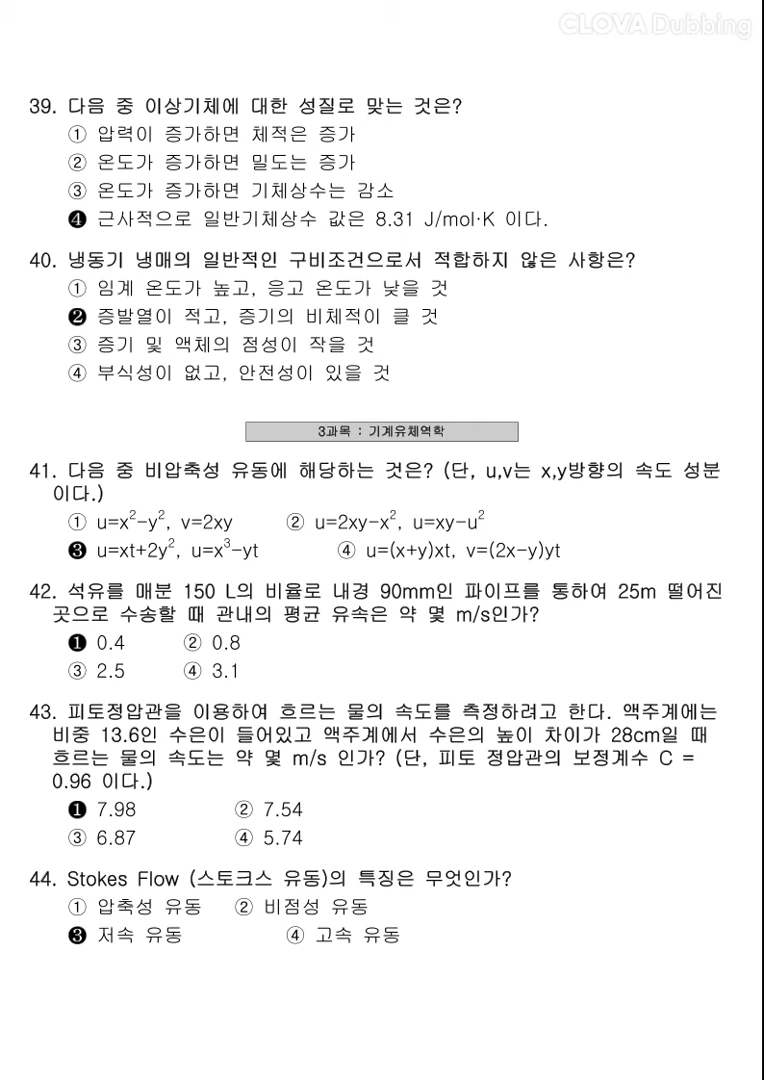 CLOVA Dubbing
39. 다음 중 이상기체에 대한 성질로 맞는 것은?
① 압력이 증가하면 체적은 증가
② 온도가 증가하면 밀도는 증가
③ 온도가 증가하면 기체상수는 감소
❹ 근사적으로 일반기체상수 값은 8.31 J/mol·K 이다.
40. 냉동기 냉매의 일반적인 구비조건으로서 적합하지 않은 사항은?
① 임계 온도가 높고, 응고 온도가 낮을 것
❷ 증발열이 적고, 증기의 비체적이 클 것
③ 증기 및 액체의 점성이 작을 것
④ 부식성이 없고, 안전성이 있을 것
3과목 : 기계유체역학
41. 다음 중 비압축성 유동에 해당하는 것은? (단, u,v는 x,y방향의 속도 성분
이다.)
① u=x²-y², v=2xy ② u=2xy-x², u=xy-u²
❸ u=xt+2y², u=x³-yt ④ u=(x+y)xt, v=(2x-y)yt
42. 석유를 매분 150 L의 비율로 내경 90mm인 파이프를 통하여 25m 떨어진
곳으로 수송할 때 관내의 평균 유속은 약 몇 m/s인가?
❶ 0.4 ② 0.8
③ 2.5 ④ 3.1
43. 피토정압관을 이용하여 흐르는 물의 속도를 측정하려고 한다. 액주계에는
비중 13.6인 수은이 들어있고 액주계에서 수은의 높이 차이가 28cm일 때
흐르는 물의 속도는 약 몇 m/s 인가? (단, 피토 정압관의 보정계수 C =
0.96 이다.)
❶ 7.98 ② 7.54
③ 6.87 ④ 5.74
44. Stokes Flow (스토크스 유동)의 특징은 무엇인가?
① 압축성 유동 ② 비점성 유동
❸ 저속 유동 ④ 고속 유동